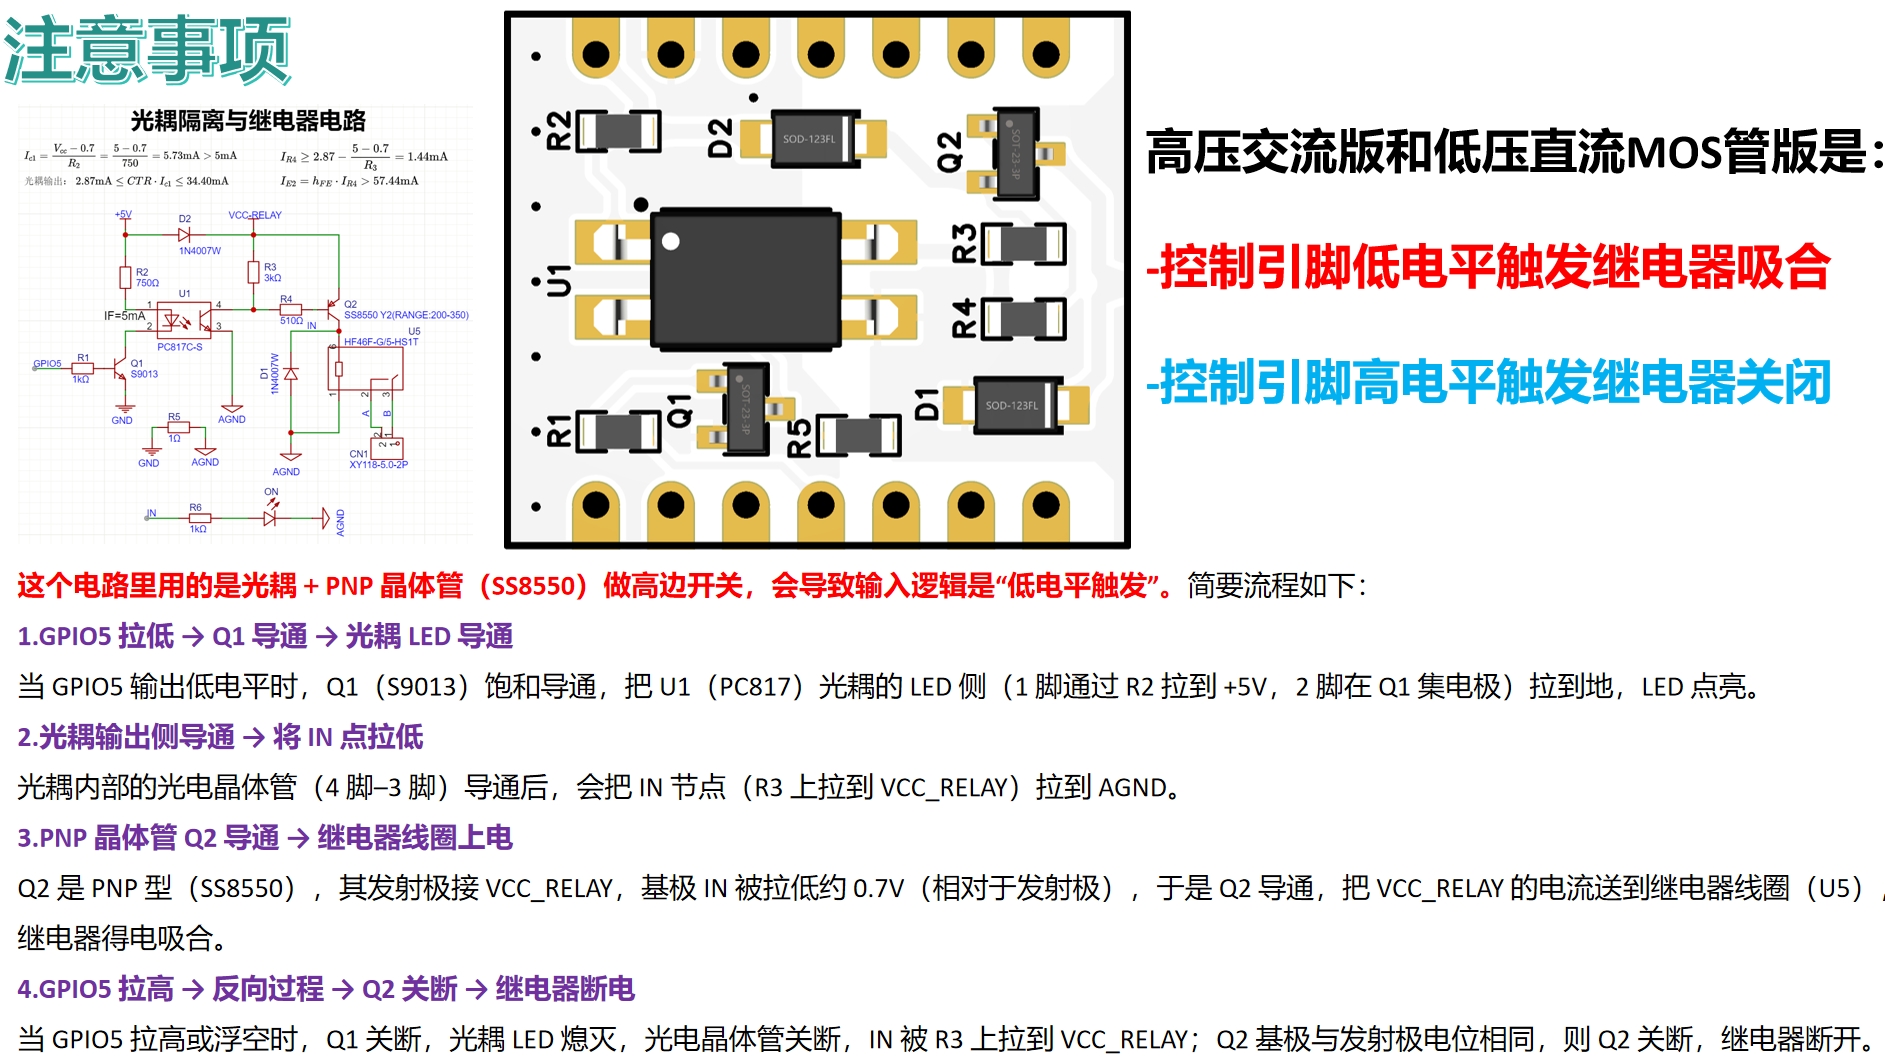 注意事项
光耦隔离与继电器电路
I_{c1} = \frac{V_{cc} − 0.7}{R_2} = \frac{5 − 0.7}{750} = 5.73mA > 5mA
I_{R4} ≥ 2.87 − \frac{5 − 0.7}{R_3} = 1.44mA
光耦输出： 2.87mA ≤ CTR · I_{c1} ≤ 34.40mA
I_{E2} = h_{FE} · I_{R4} > 57.44mA
+5V
D2
1N4007W
VCC-RELAY
R2
750Ω
R3
3kΩ
U1
1
2
4
3
IF=5mA
PC817C-S
R4
510Ω
IN
Q2
SS8550 Y2(RANGE:200-350)
U5
HF46F-G/5-HS1T
6
1
2
3
GPIO5
R1
1kΩ
Q1
S9013
GND
AGND
D1
1N4007W
A
B
R5
1Ω
GND
AGND
AGND
CN1
2
1
2
1
XY118-5.0-2P
IN
R6
1kΩ
ON
AGND
R2
D2
SOD-123FL
Q2
SOT-23-3P
U1
R3
R4
R1
Q1
SOT-23-3P
R5
D1
SOD-123FL
高压交流版和低压直流MOS管版是：
-控制引脚低电平触发继电器吸合
-控制引脚高电平触发继电器关闭
这个电路里用的是光耦 + PNP 晶体管（SS8550）做高边开关，会导致输入逻辑是“低电平触发”。简要流程如下：
1.GPIO5 拉低 → Q1 导通 → 光耦 LED 导通
当 GPIO5 输出低电平时，Q1（S9013）饱和导通，把 U1（PC817）光耦的 LED 侧（1 脚通过 R2 拉到 +5V，2 脚在 Q1 集电极）拉到地，LED 点亮。
2.光耦输出侧导通 → 将 IN 点拉低
光耦内部的光电晶体管（4 脚–3 脚）导通后，会把 IN 节点（R3 上拉到 VCC_RELAY）拉到 AGND。
3.PNP 晶体管 Q2 导通 → 继电器线圈上电
Q2 是 PNP 型（SS8550），其发射极接 VCC_RELAY，基极 IN 被拉低约 0.7V（相对于发射极），于是 Q2 导通，把 VCC_RELAY 的电流送到继电器线圈（U5），
继电器得电吸合。
4.GPIO5 拉高 → 反向过程 → Q2 关断 → 继电器断电
当 GPIO5 拉高或浮空时，Q1 关断，光耦 LED 熄灭，光电晶体管关断，IN 被 R3 上拉到 VCC_RELAY；Q2 基极与发射极电位相同，则 Q2 关断，继电器断开。